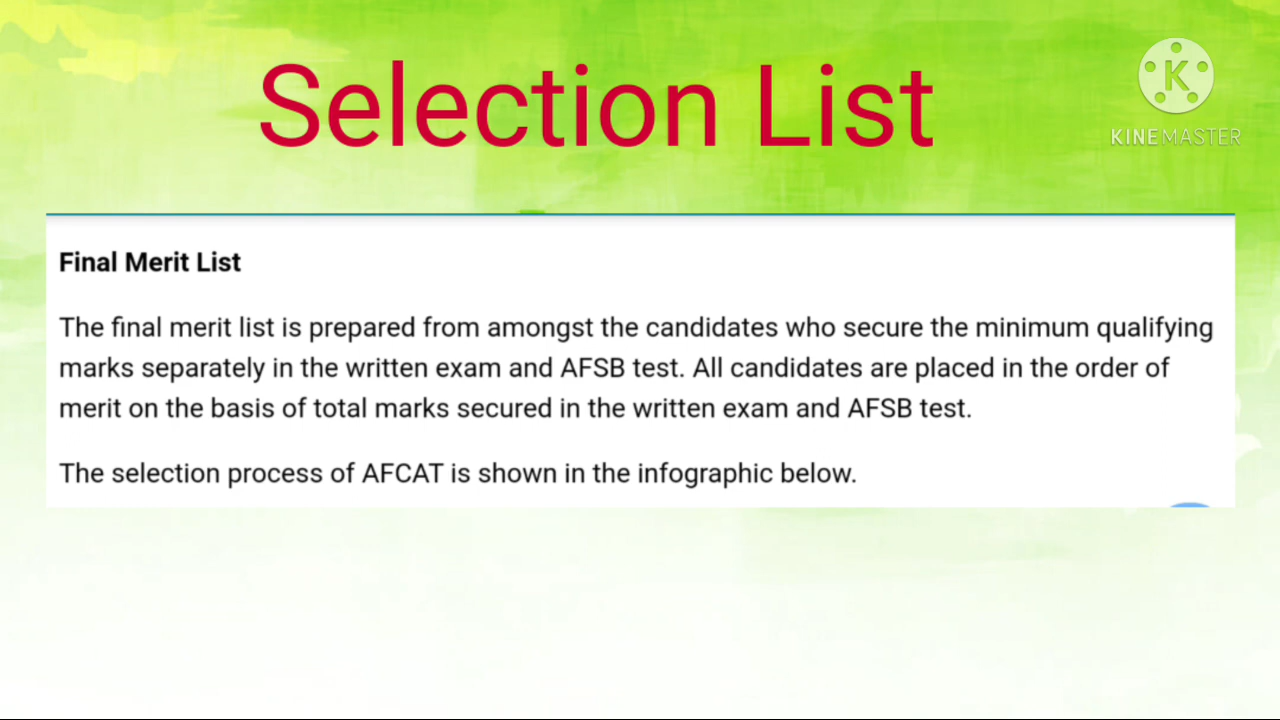 Selection List
K
KINEMASTER
Final Merit List
The final merit list is prepared from amongst the candidates who secure the minimum qualifying
marks separately in the written exam and AFSB test. All candidates are placed in the order of
merit on the basis of total marks secured in the written exam and AFSB test.
The selection process of AFCAT is shown in the infographic below.